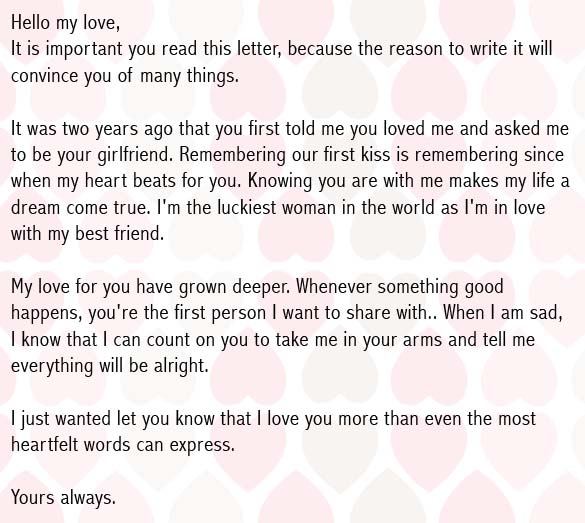 Hello my love,
It is important you read this letter, because the reason to write it will
convince you of many things.
It was two years ago that you first told me you loved me and asked me
to be your girlfriend. Remembering our first kiss is remembering since
when my heart beats for you. Knowing you are with me makes my life a
dream come true. I'm the luckiest woman in the world as I'm in love
with my best friend.
My love for you have grown deeper. Whenever something good
happens, you're the first person I want to share with.. When I am sad,
I know that I can count on you to take me in your arms and tell me
everything will be alright.
I just wanted let you know that I love you more than even the most
heartfelt words can express.
Yours always.